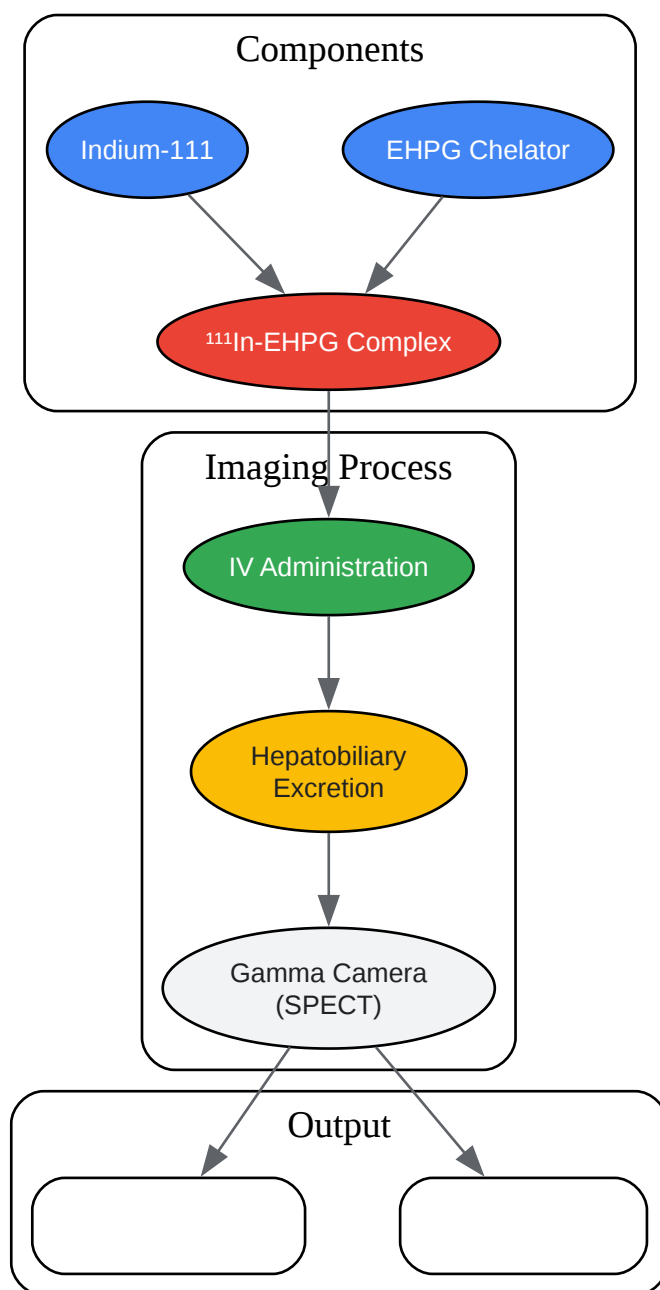 Components
Indium-111
EHPG Chelator
¹¹¹In-EHPG Complex
Imaging Process
IV Administration
Hepatobiliary
Excretion
Gamma Camera
(SPECT)
Output